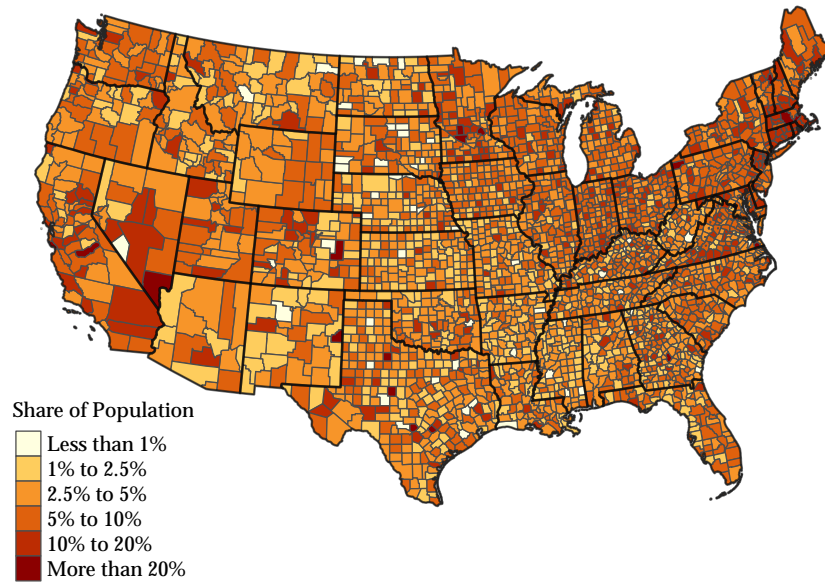 Share of Population
Less than 1%
1% to 2.5%
2.5% to 5%
5% to 10%
10% to 20%
More than 20%